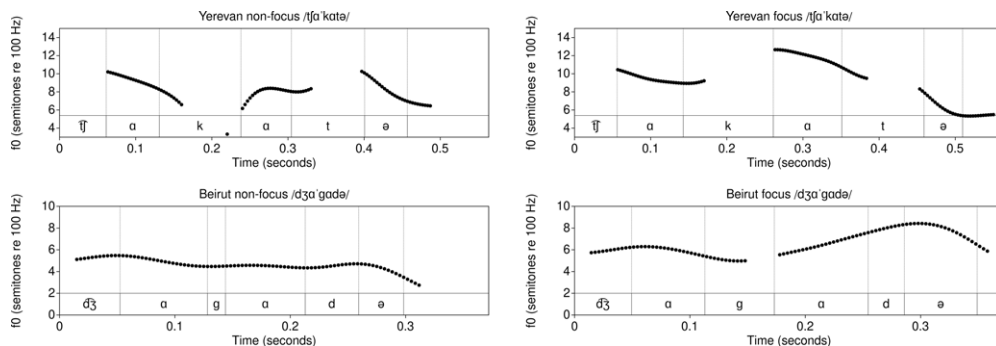 Yerevan non-focus /t͡ʃɑˈkɑtə/
f0 (semitones re 100 Hz)
14
12
10
8
6
4
t͡ʃ ɑ k ɑ t ə
0 0.1 0.2 0.3 0.4 0.5
Time (seconds)
Yerevan focus /t͡ʃɑˈkɑtə/
f0 (semitones re 100 Hz)
14
12
10
8
6
4
t͡ʃ ɑ k ɑ t ə
0 0.1 0.2 0.3 0.4 0.5
Time (seconds)
Beirut non-focus /d͡ʒɑˈɡɑdə/
f0 (semitones re 100 Hz)
10
8
6
4
2
0
d͡ʒ ɑ ɡ ɑ d ə
0 0.1 0.2 0.3
Time (seconds)
Beirut focus /d͡ʒɑˈɡɑdə/
f0 (semitones re 100 Hz)
10
8
6
4
2
0
d͡ʒ ɑ ɡ ɑ d ə
0 0.1 0.2 0.3
Time (seconds)